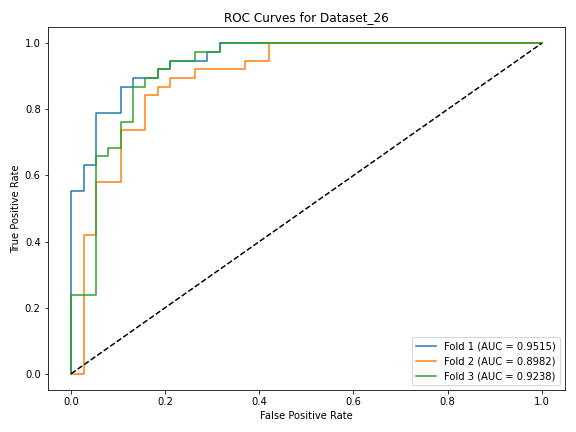 ROC Curves for Dataset_26
True Positive Rate
1.0
0.8
0.6
0.4
0.2
0.0
Fold 1 (AUC = 0.9515)
Fold 2 (AUC = 0.8982)
Fold 3 (AUC = 0.9238)
0.0 0.2 0.4 0.6 0.8 1.0
False Positive Rate